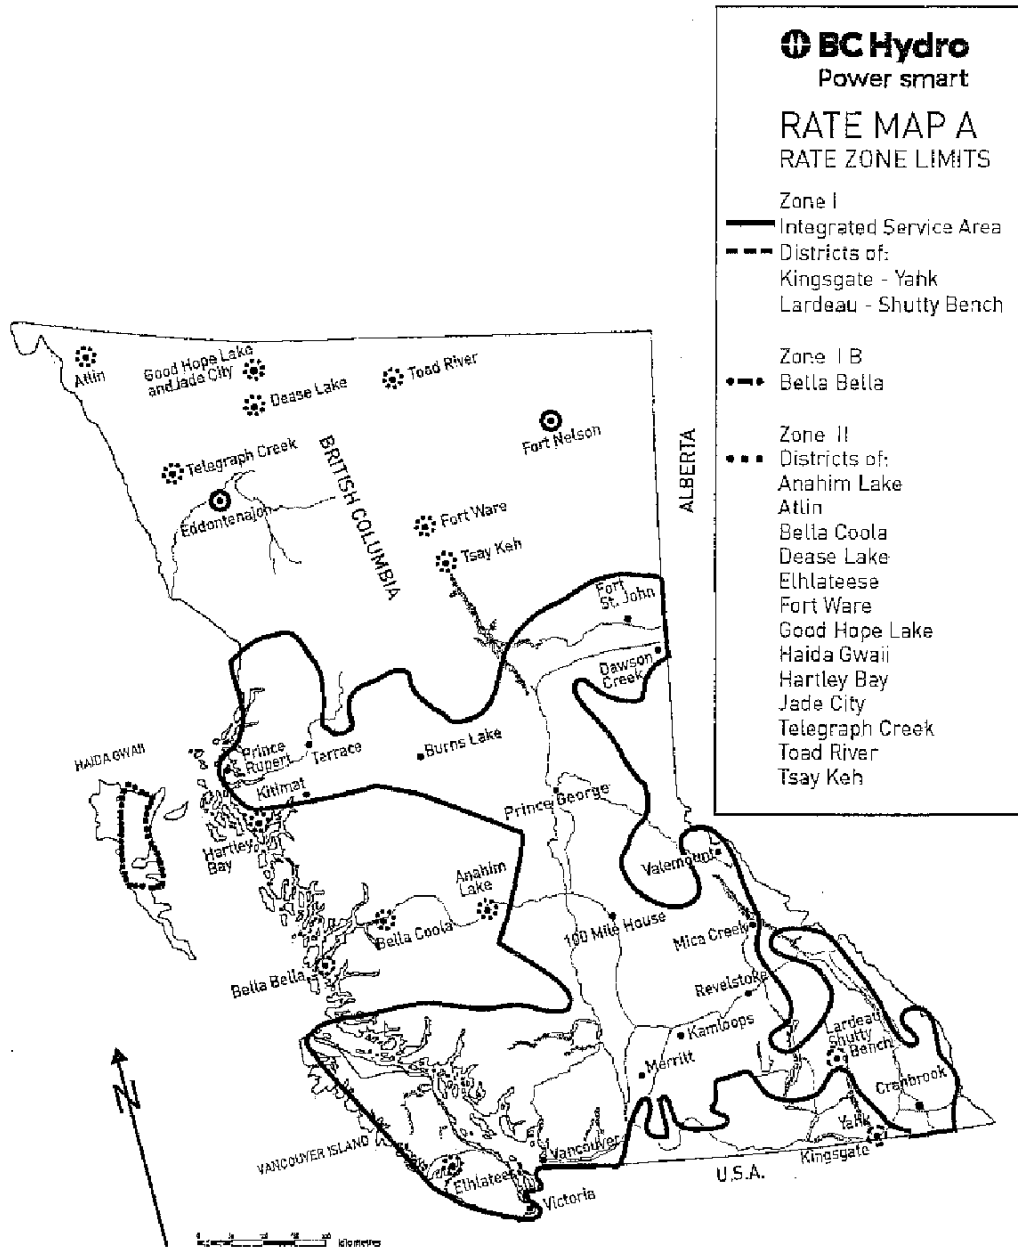 BC Hydro
Power smart
RATE MAP A
RATE ZONE LIMITS
Zone I
Integrated Service Area
Districts of:
Kingsgate - Yahk
Lardeau - Shutty Bench
Zone I B
Bella Bella
Zone II
Districts of:
Anahim Lake
Atlin
Bella Coola
Dease Lake
Elhlateese
Fort Ware
Good Hope Lake
Haida Gwaii
Hartley Bay
Jade City
Telegraph Creek
Toad River
Tsay Keh
Atlin
Good Hope Lake
and Jade City
Toad River
Dease Lake
Fort Nelson
Telegraph Creek
Eddontenajon
BRITISH COLUMBIA
ALBERTA
Fort Ware
Tsay Keh
Fort
St. John
Dawson
Creek
HAIDA GWAII
Prince
Rupert
Terrace
Burns Lake
Kitimat
Prince George
Hartley
Bay
Valemount
Anahim
Lake
Bella Coola
100 Mile House
Mica Creek
Bella Bella
Revelstoke
Kamloops
Lardeau
Shutty
Bench
Merritt
Cranbrook
Yahk
Kingsgate
VANCOUVER ISLAND
Vancouver
U.S.A.
Elhlateese
Victoria
N
kilometres